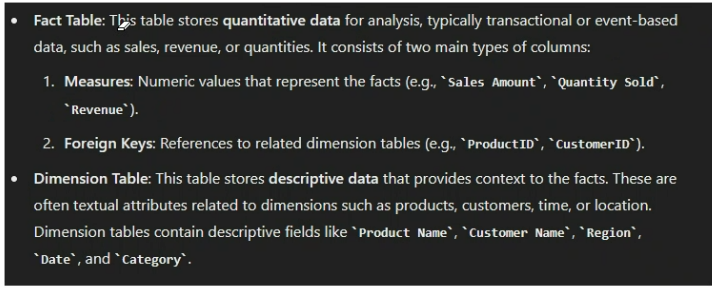 • Fact Table: This table stores quantitative data for analysis, typically transactional or event-based
data, such as sales, revenue, or quantities. It consists of two main types of columns:
1. Measures: Numeric values that represent the facts (e.g., `Sales Amount`, `Quantity Sold`,
`Revenue`).
2. Foreign Keys: References to related dimension tables (e.g., `ProductID`, `CustomerID`).
• Dimension Table: This table stores descriptive data that provides context to the facts. These are
often textual attributes related to dimensions such as products, customers, time, or location.
Dimension tables contain descriptive fields like `Product Name`, `Customer Name`, `Region`,
`Date`, and `Category`.